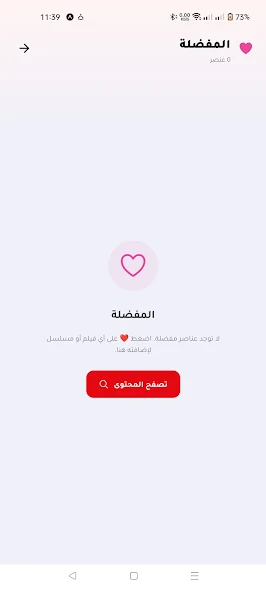 11:39
73%
المفضلة
0 عنصر
المفضلة
لا توجد عناصر مفضلة. اضغط ❤️ على أي فيلم أو مسلسل
لإضافته هنا.
تصفح المحتوى